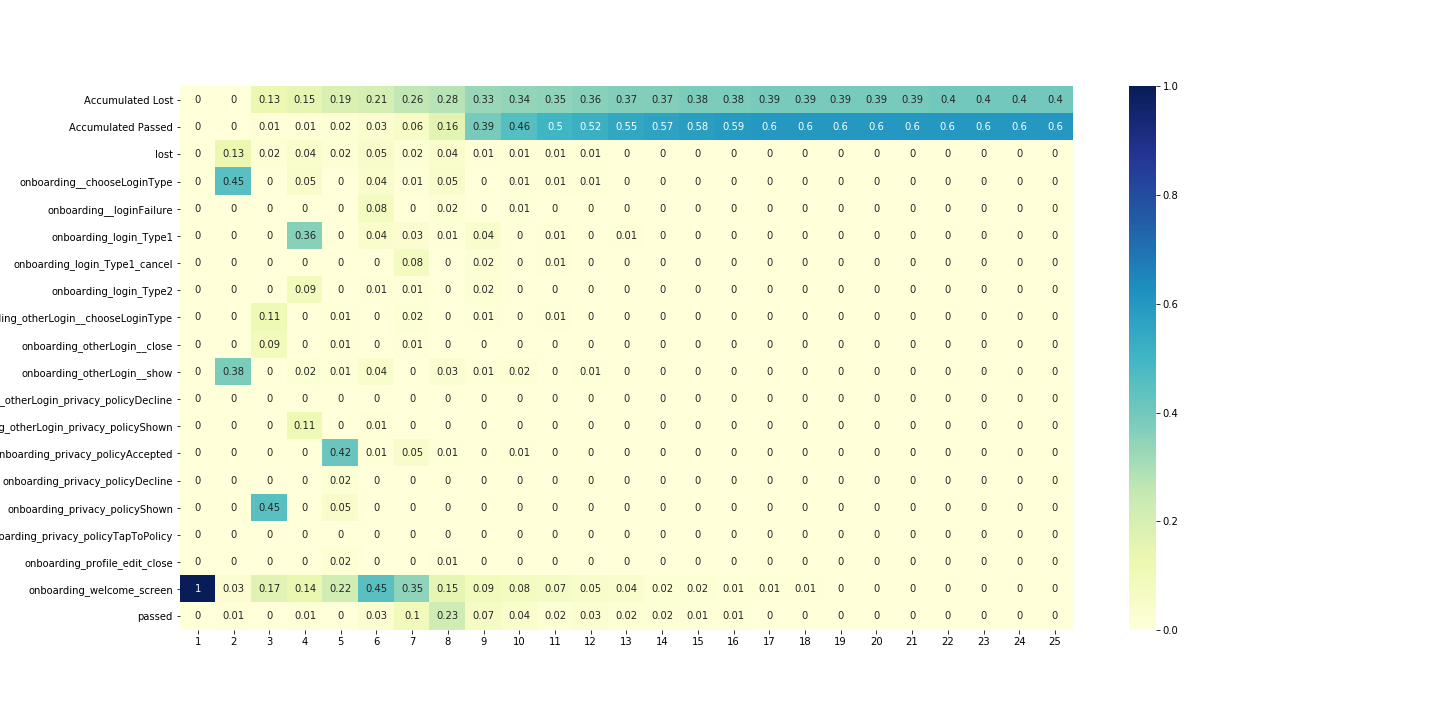 Accumulated Lost 0 0 0.13 0.15 0.19 0.21 0.26 0.28 0.33 0.34 0.35 0.36 0.37 0.37 0.38 0.38 0.39 0.39 0.39 0.39 0.39 0.4 0.4 0.4 0.4 1.0
Accumulated Passed 0 0 0.01 0.01 0.02 0.03 0.06 0.16 0.39 0.46 0.5 0.52 0.55 0.57 0.58 0.59 0.6 0.6 0.6 0.6 0.6 0.6 0.6 0.6 0.6
lost 0 0.13 0.02 0.04 0.02 0.05 0.02 0.04 0.01 0.01 0.01 0.01 0 0 0 0 0 0 0 0 0 0 0 0 0
onboarding__chooseLoginType 0 0.45 0 0.05 0 0.04 0.01 0.05 0 0.01 0.01 0.01 0 0 0 0 0 0 0 0 0 0 0 0 0
0.8
onboarding__loginFailure 0 0 0 0 0 0.08 0 0.02 0 0.01 0 0 0 0 0 0 0 0 0 0 0 0 0 0 0
onboarding_login_Type1 0 0 0 0.36 0 0.04 0.03 0.01 0.04 0 0.01 0 0.01 0 0 0 0 0 0 0 0 0 0 0 0
onboarding_login_Type1_cancel 0 0 0 0 0 0 0.08 0 0.02 0 0.01 0 0 0 0 0 0 0 0 0 0 0 0 0 0
onboarding_login_Type2 0 0 0 0.09 0 0.01 0.01 0 0.02 0 0 0 0 0 0 0 0 0 0 0 0 0 0 0 0
0.6
ing_otherLogin__chooseLoginType 0 0 0.11 0 0.01 0 0.02 0 0.01 0 0.01 0 0 0 0 0 0 0 0 0 0 0 0 0 0
onboarding_otherLogin__close 0 0 0.09 0 0.01 0 0.01 0 0 0 0 0 0 0 0 0 0 0 0 0 0 0 0 0 0
onboarding_otherLogin__show 0 0.38 0 0.02 0.01 0.04 0 0.03 0.01 0.02 0 0.01 0 0 0 0 0 0 0 0 0 0 0 0 0
_otherLogin_privacy_policyDecline 0 0 0 0 0 0 0 0 0 0 0 0 0 0 0 0 0 0 0 0 0 0 0 0 0
0.4
g_otherLogin_privacy_policyShown 0 0 0 0.11 0 0.01 0 0 0 0 0 0 0 0 0 0 0 0 0 0 0 0 0 0 0
nboarding_privacy_policyAccepted 0 0 0 0 0.42 0.01 0.05 0.01 0 0.01 0 0 0 0 0 0 0 0 0 0 0 0 0 0 0
onboarding_privacy_policyDecline 0 0 0 0 0.02 0 0 0 0 0 0 0 0 0 0 0 0 0 0 0 0 0 0 0 0
onboarding_privacy_policyShown 0 0 0.45 0 0.05 0 0 0 0 0 0 0 0 0 0 0 0 0 0 0 0 0 0 0 0
0.2
oarding_privacy_policyTapToPolicy 0 0 0 0 0 0 0 0 0 0 0 0 0 0 0 0 0 0 0 0 0 0 0 0 0
onboarding_profile_edit_close 0 0 0 0 0.02 0 0 0.01 0 0 0 0 0 0 0 0 0 0 0 0 0 0 0 0 0
onboarding_welcome_screen 1 0.03 0.17 0.14 0.22 0.45 0.35 0.15 0.09 0.08 0.07 0.05 0.04 0.02 0.02 0.01 0.01 0.01 0 0 0 0 0 0 0
passed 0 0.01 0 0.01 0 0.03 0.1 0.23 0.07 0.04 0.02 0.03 0.02 0.02 0.01 0.01 0 0 0 0 0 0 0 0 0
0.0
1 2 3 4 5 6 7 8 9 10 11 12 13 14 15 16 17 18 19 20 21 22 23 24 25